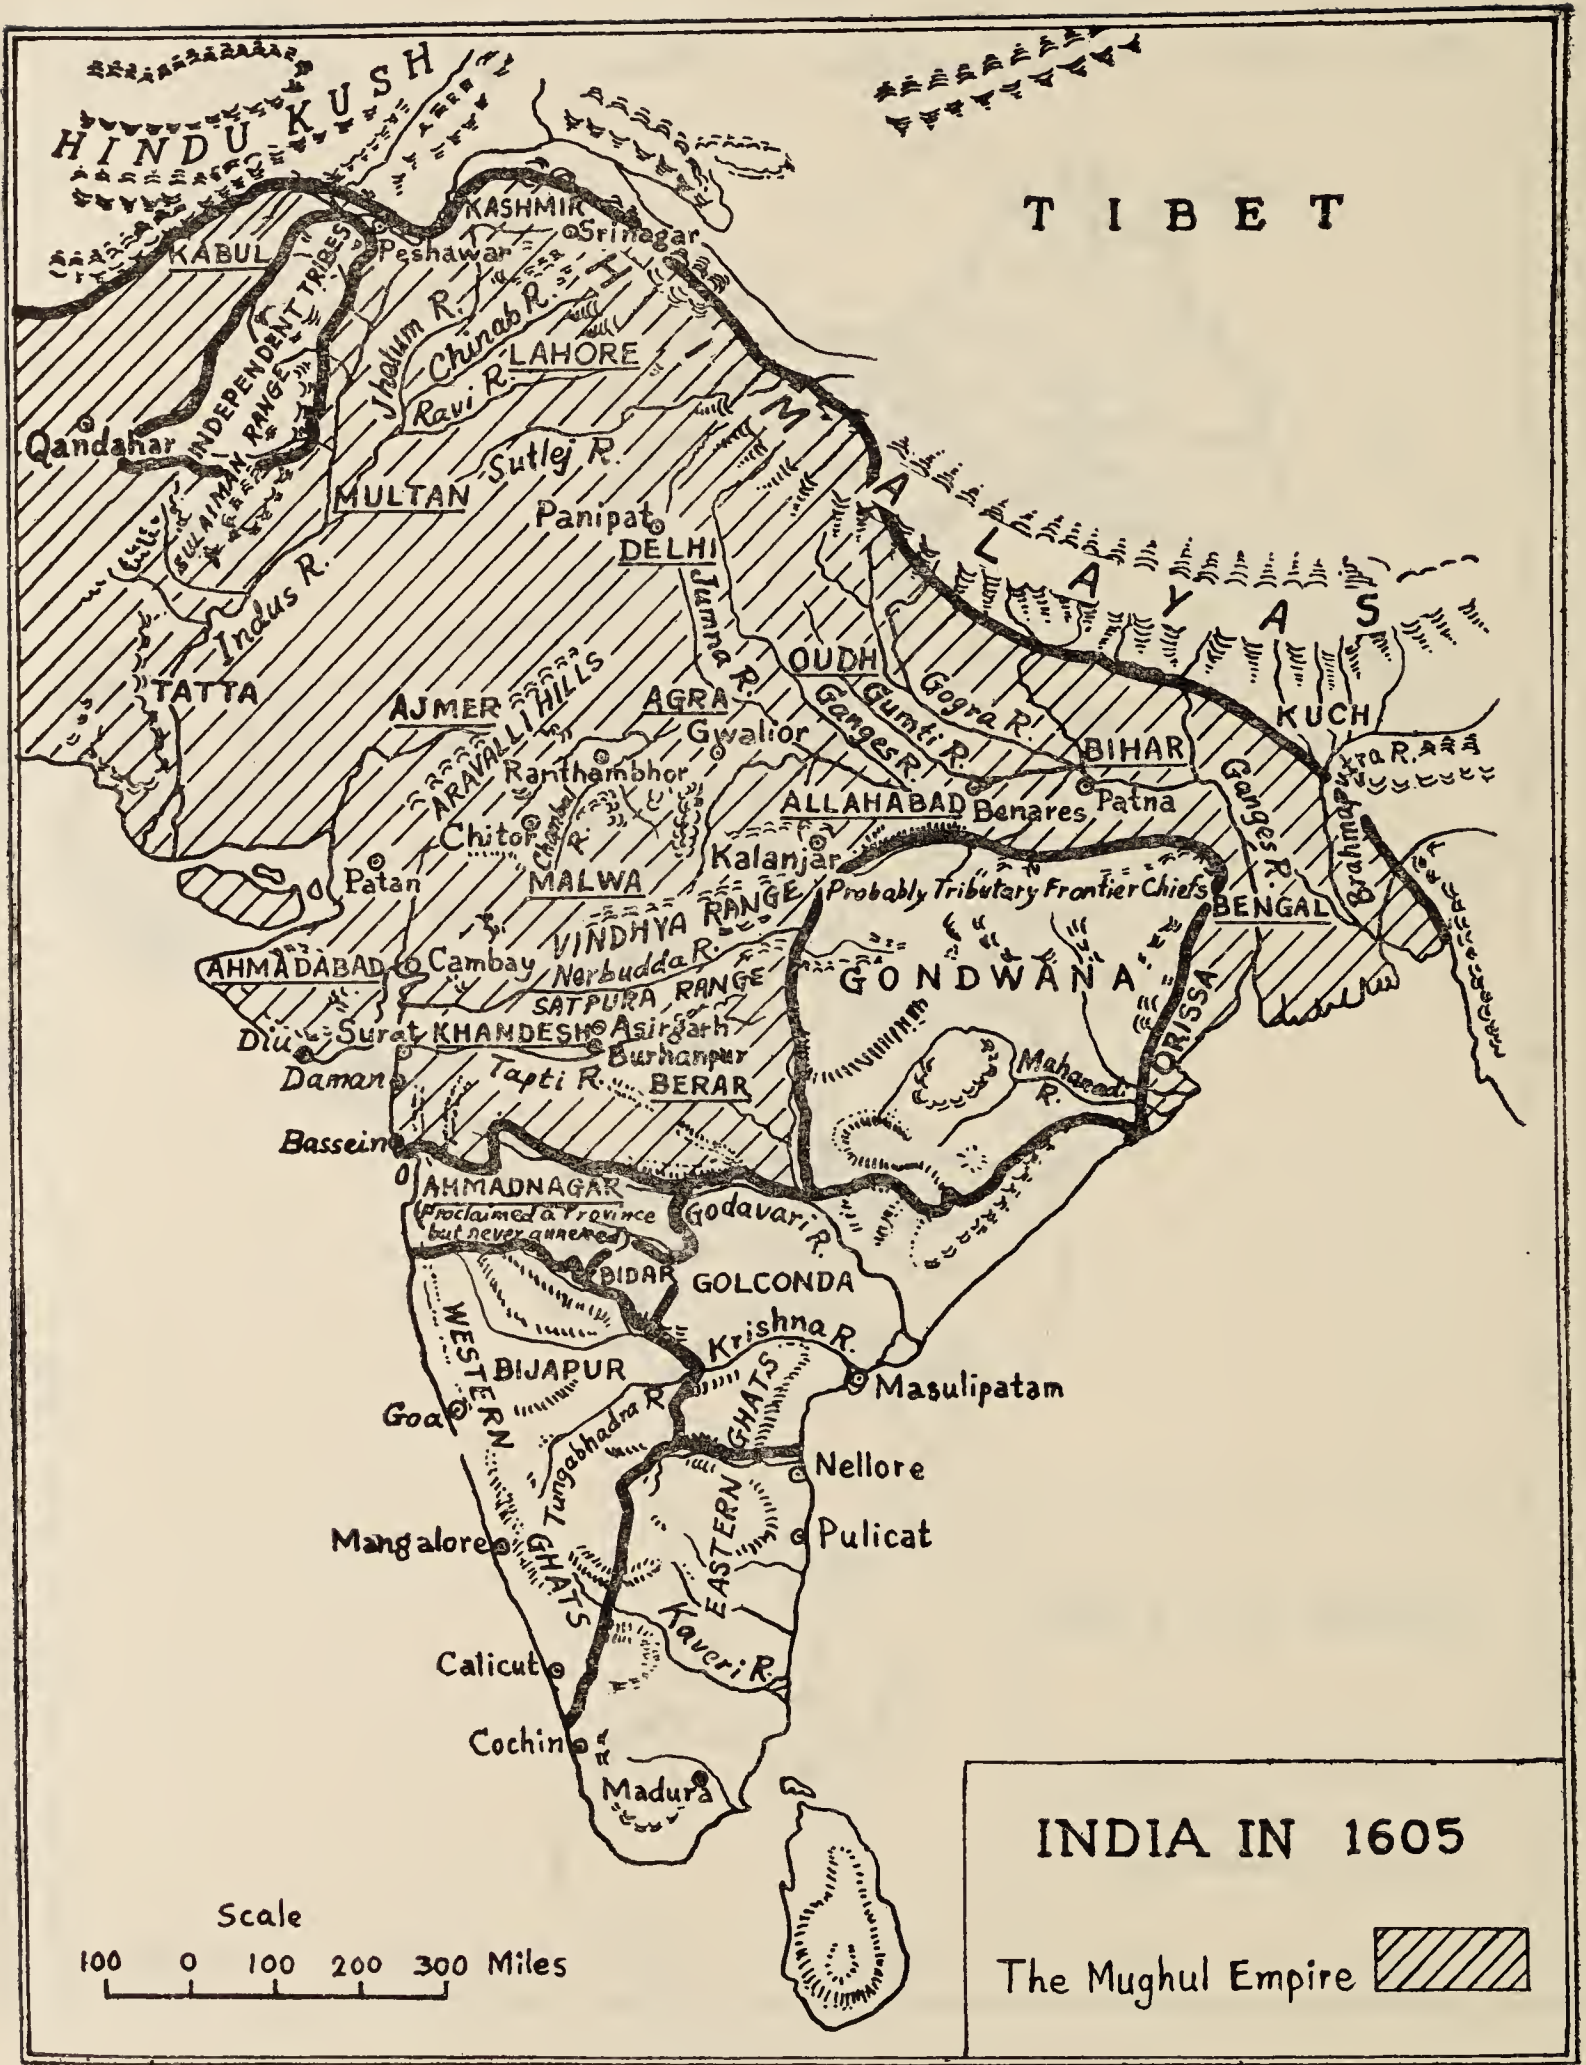 HINDU KUSH
TIBET
KASHMIR
Srinagar
KABUL
Peshawar
INDEPENDENT TRIBES
Jhalum R.
Chinab R.
LAHORE
Ravi R.
HIMALAYAS
Qandahar
SULAIMAN RANGE
Sutlej R.
MULTAN
Panipat
DELHI
Indus R.
Jumna R.
OUDH
TATTA
AJMER
ARAVALLI HILLS
AGRA
Gwalior
Ganges R.
Gumti R.
Gogra R.
KUCH
BIHAR
Ranthambhor
ALLAHABAD
Benares
Patna
Ganges R.
Brahmaputra R.
Chitor
Chambal R.
Kalanjar
Patan
MALWA
Probably Tributary Frontier Chiefs
BENGAL
VINDHYA RANGE
AHMADABAD
Cambay
Nerbudda R.
GONDWANA
SATPURA RANGE
ORISSA
Diu
Surat
KHANDESH
Asirgarh
Burhanpur
Daman
Tapti R.
BERAR
Mahanadi R.
Bassein
AHMADNAGAR
(Proclaimed a Province
but never annexed)
Godavari R.
BIDAR
GOLCONDA
WESTERN GHATS
Krishna R.
BIJAPUR
Masulipatam
Goa
Tungabhadra R.
EASTERN GHATS
Nellore
Mangalore
Pulicat
Kaveri R.
Calicut
Cochin
Madura
INDIA IN 1605
The Mughul Empire
Scale
100 0 100 200 300 Miles